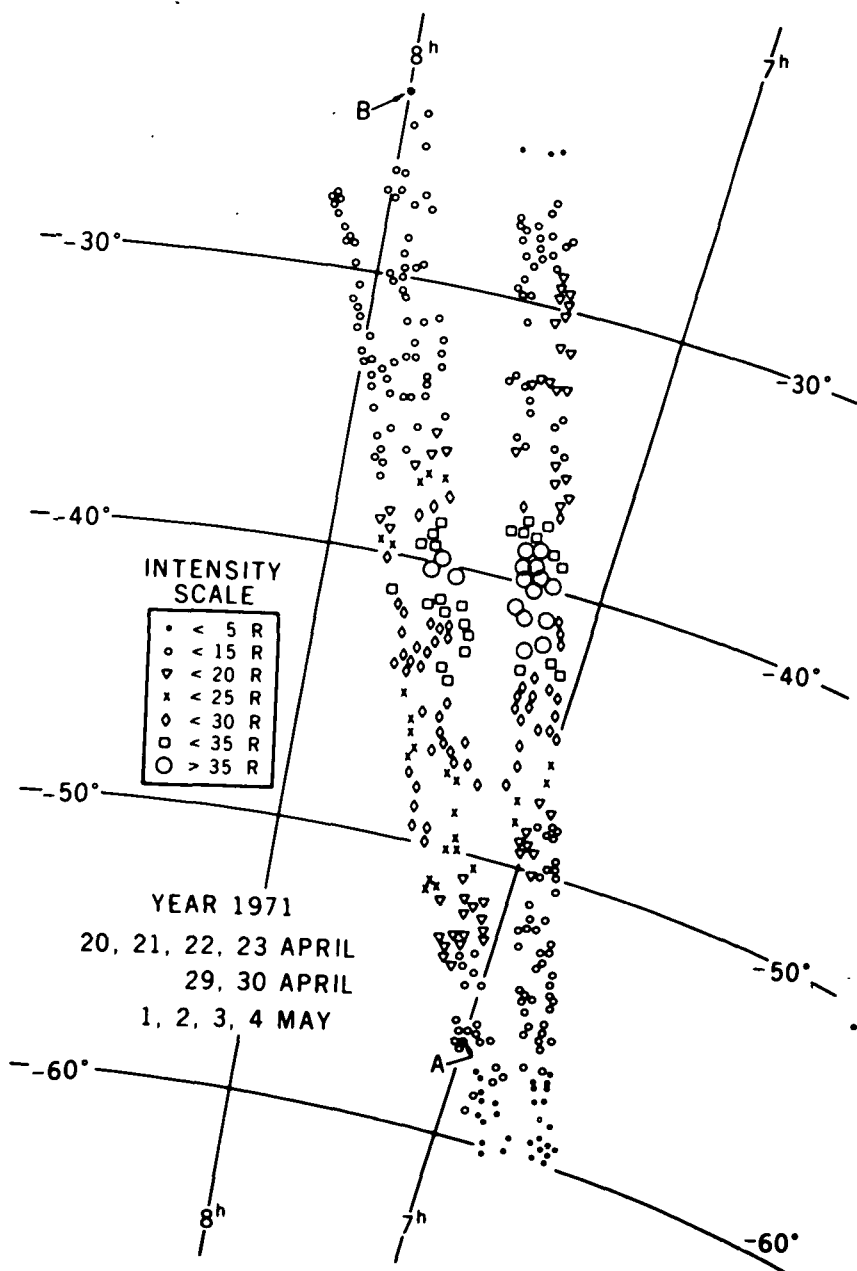 8h
7h
B
-30°
-30°
-40°
-40°
INTENSITY
SCALE
< 5 R
< 15 R
< 20 R
< 25 R
< 30 R
< 35 R
> 35 R
-50°
-50°
YEAR 1971
20, 21, 22, 23 APRIL
29, 30 APRIL
1, 2, 3, 4 MAY
A
-60°
-60°
8h
7h